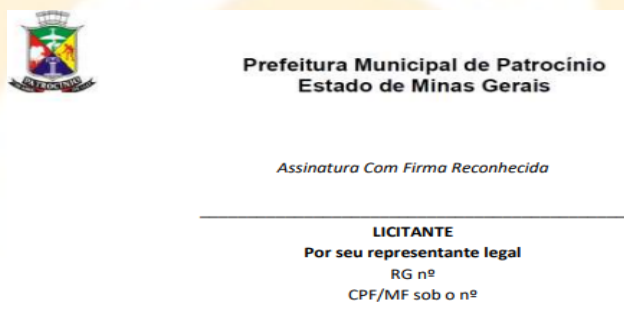 PATROCÍNIO
Prefeitura Municipal de Patrocínio
Estado de Minas Gerais
Assinatura Com Firma Reconhecida
LICITANTE
Por seu representante legal
RG nº
CPF/MF sob o nº